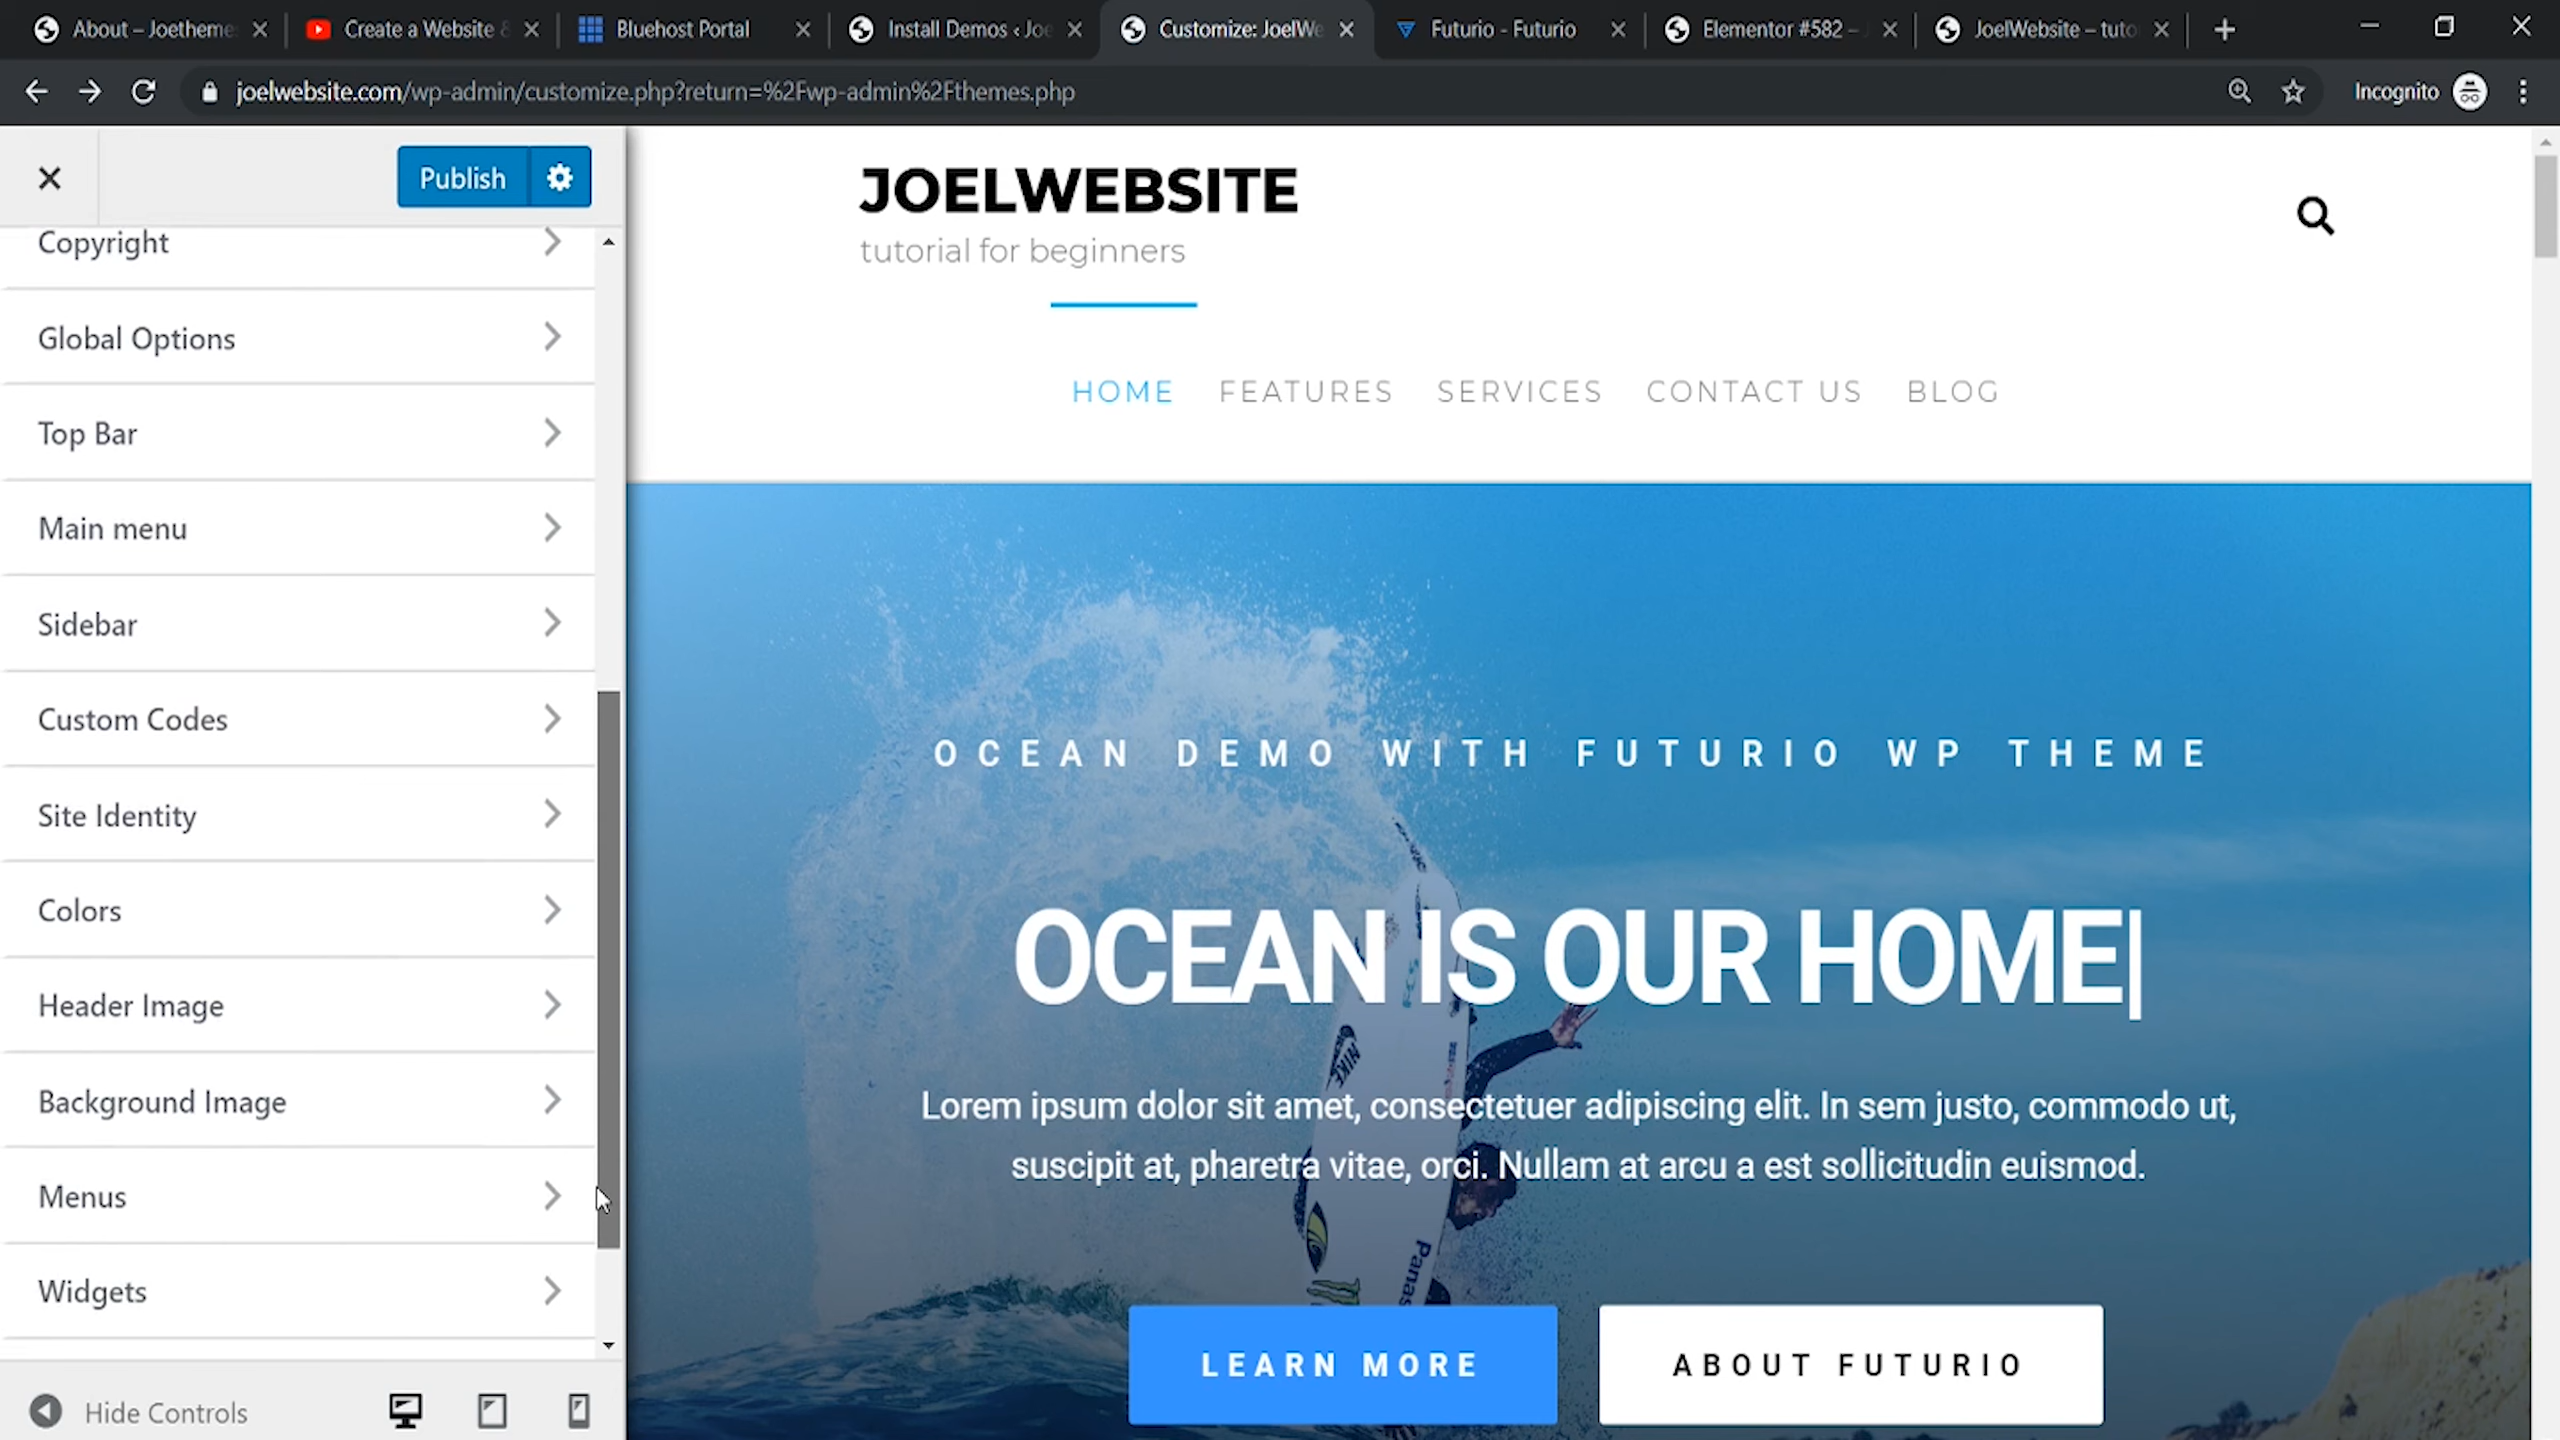 About – Joetheme
Create a Website &
Bluehost Portal
Install Demos ‹ Joe
Customize: JoelWe
Futurio - Futurio
Elementor #582 –
JoelWebsite – tuto
joelwebsite.com/wp-admin/customize.php?return=%2Fwp-admin%2Fthemes.php
Incognito
Publish
Copyright
Global Options
Top Bar
Main menu
Sidebar
Custom Codes
Site Identity
Colors
Header Image
Background Image
Menus
Widgets
Hide Controls
JOELWEBSITE
tutorial for beginners
HOME FEATURES SERVICES CONTACT US BLOG
OCEAN DEMO WITH FUTURIO WP THEME
OCEAN IS OUR HOME|
Lorem ipsum dolor sit amet, consectetuer adipiscing elit. In sem justo, commodo ut,
suscipit at, pharetra vitae, orci. Nullam at arcu a est sollicitudin euismod.
NIKE
Panas
LEARN MORE
ABOUT FUTURIO